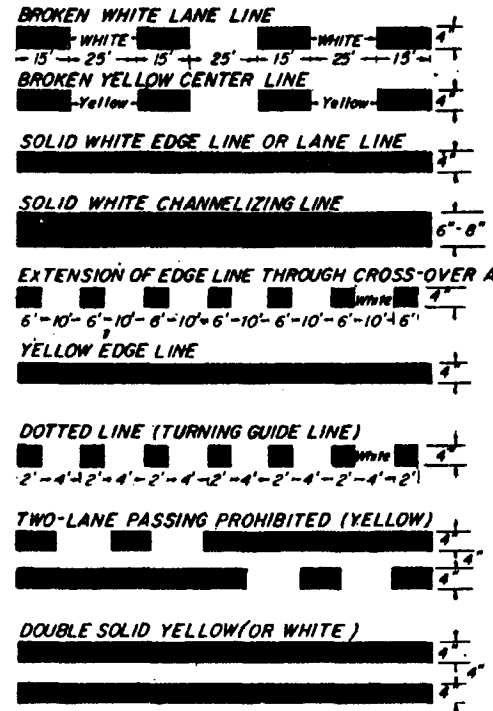 BROKEN WHITE LANE LINE
WHITE WHITE 4"
15' 25' 15' 25' 15' 25' 15'
BROKEN YELLOW CENTER LINE
Yellow Yellow 4"
SOLID WHITE EDGE LINE OR LANE LINE
4"
SOLID WHITE CHANNELIZING LINE
6"-8"
EXTENSION OF EDGE LINE THROUGH CROSS-OVER A
White 4"
6' 10' 6' 10' 6' 10' 6' 10' 6' 10' 6' 10' 6'
YELLOW EDGE LINE
4"
DOTTED LINE (TURNING GUIDE LINE)
White 4"
2' 4' 2' 4' 2' 4' 2' 4' 2' 4' 2' 4' 2'
TWO-LANE PASSING PROHIBITED (YELLOW)
4"
4"
4"
DOUBLE SOLID YELLOW (OR WHITE)
4"
4"
4"